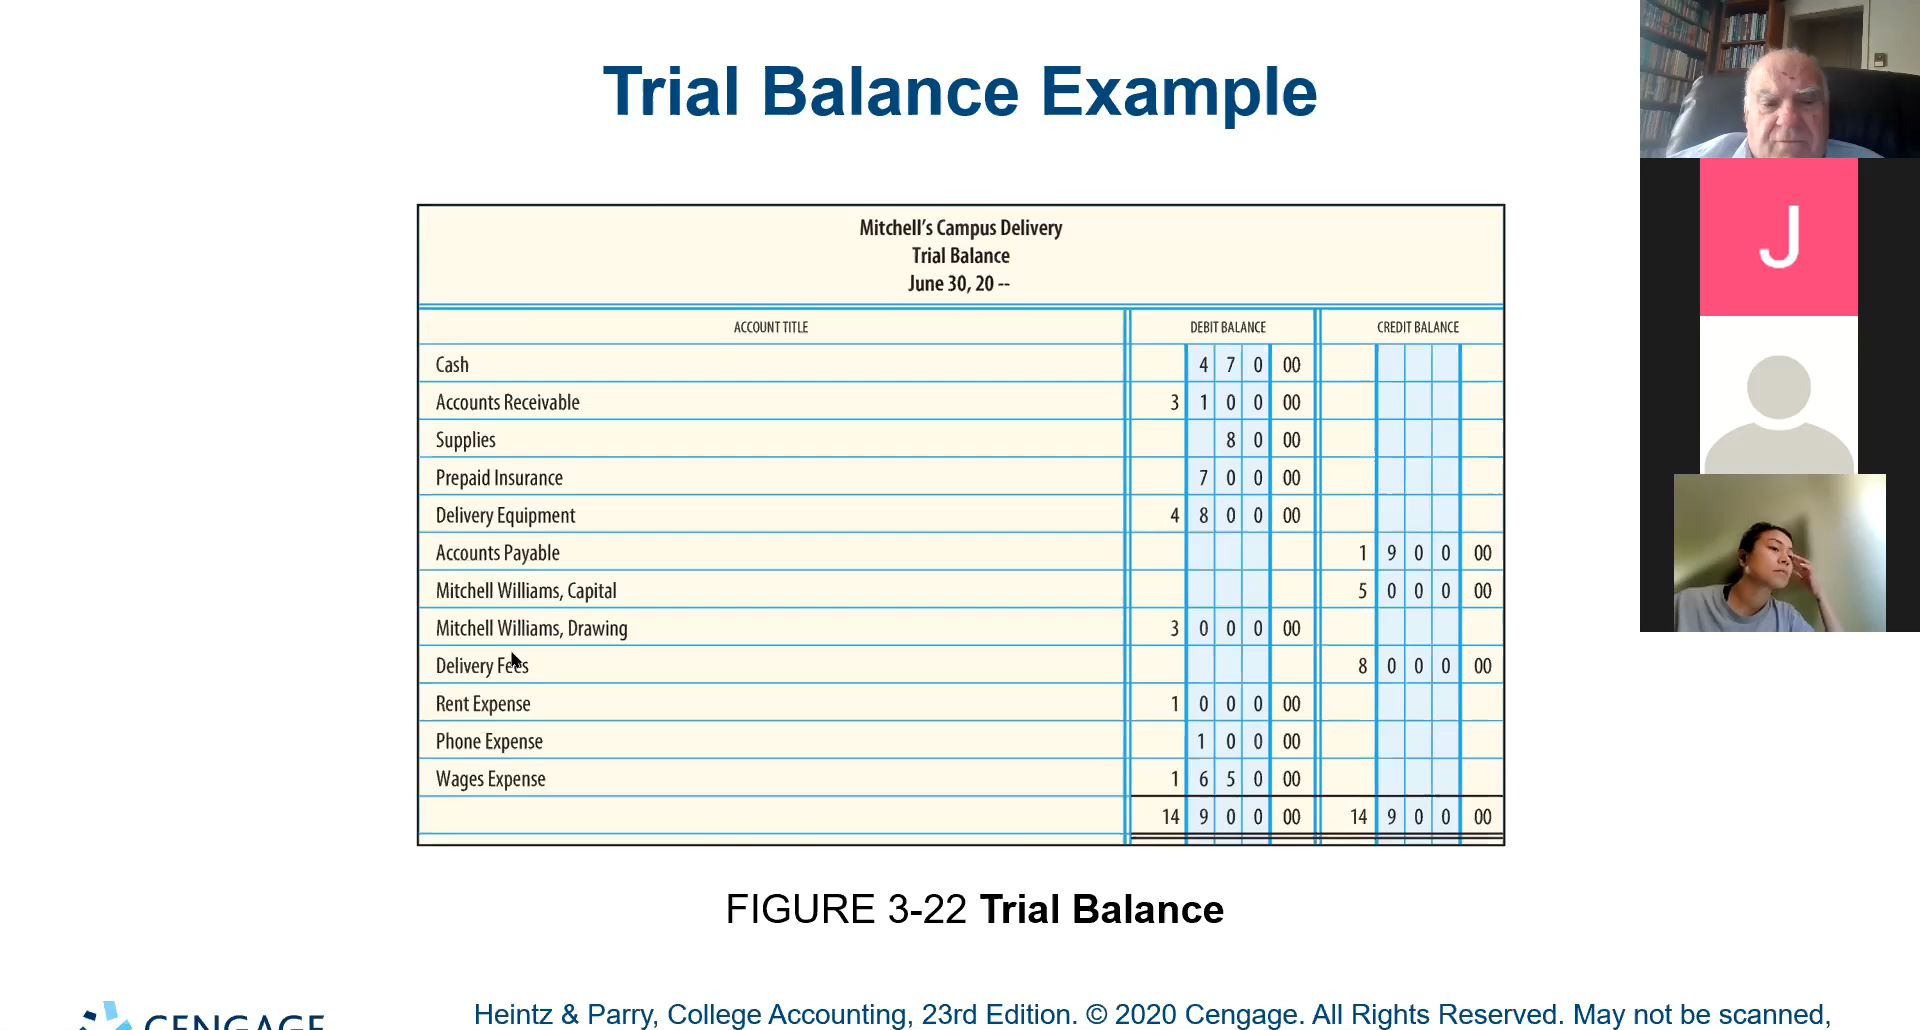 Trial Balance Example
J
Mitchell's Campus Delivery
Trial Balance
June 30, 20 --
ACCOUNT TITLE DEBIT BALANCE CREDIT BALANCE
Cash 4 7 0 00
Accounts Receivable 3 1 0 0 00
Supplies 8 0 00
Prepaid Insurance 7 0 0 00
Delivery Equipment 4 8 0 0 00
Accounts Payable 1 9 0 0 00
Mitchell Williams, Capital 5 0 0 0 00
Mitchell Williams, Drawing 3 0 0 0 00
Delivery Fees 8 0 0 0 00
Rent Expense 1 0 0 0 00
Phone Expense 1 0 0 00
Wages Expense 1 6 5 0 00
14 9 0 0 00 14 9 0 0 00
FIGURE 3-22 Trial Balance
CENGAGE
Heintz & Parry, College Accounting, 23rd Edition. © 2020 Cengage. All Rights Reserved. May not be scanned,